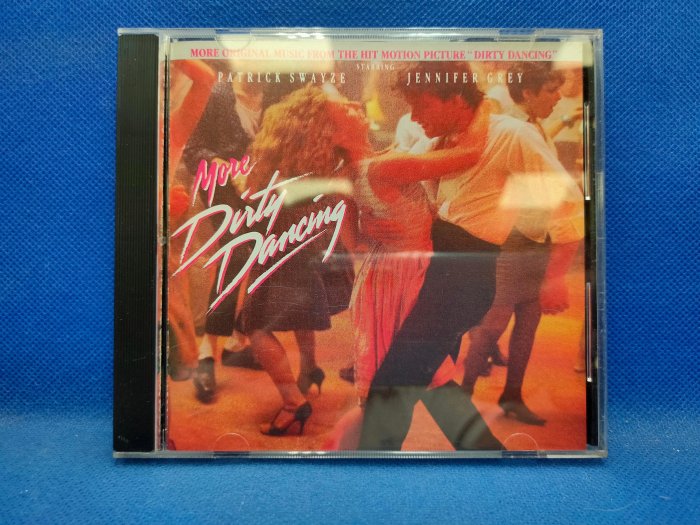 MORE ORIGINAL MUSIC FROM THE HIT MOTION PICTURE "DIRTY DANCING"
STARRING
PATRICK SWAYZE JENNIFER GREY
More
Dirty
Dancing